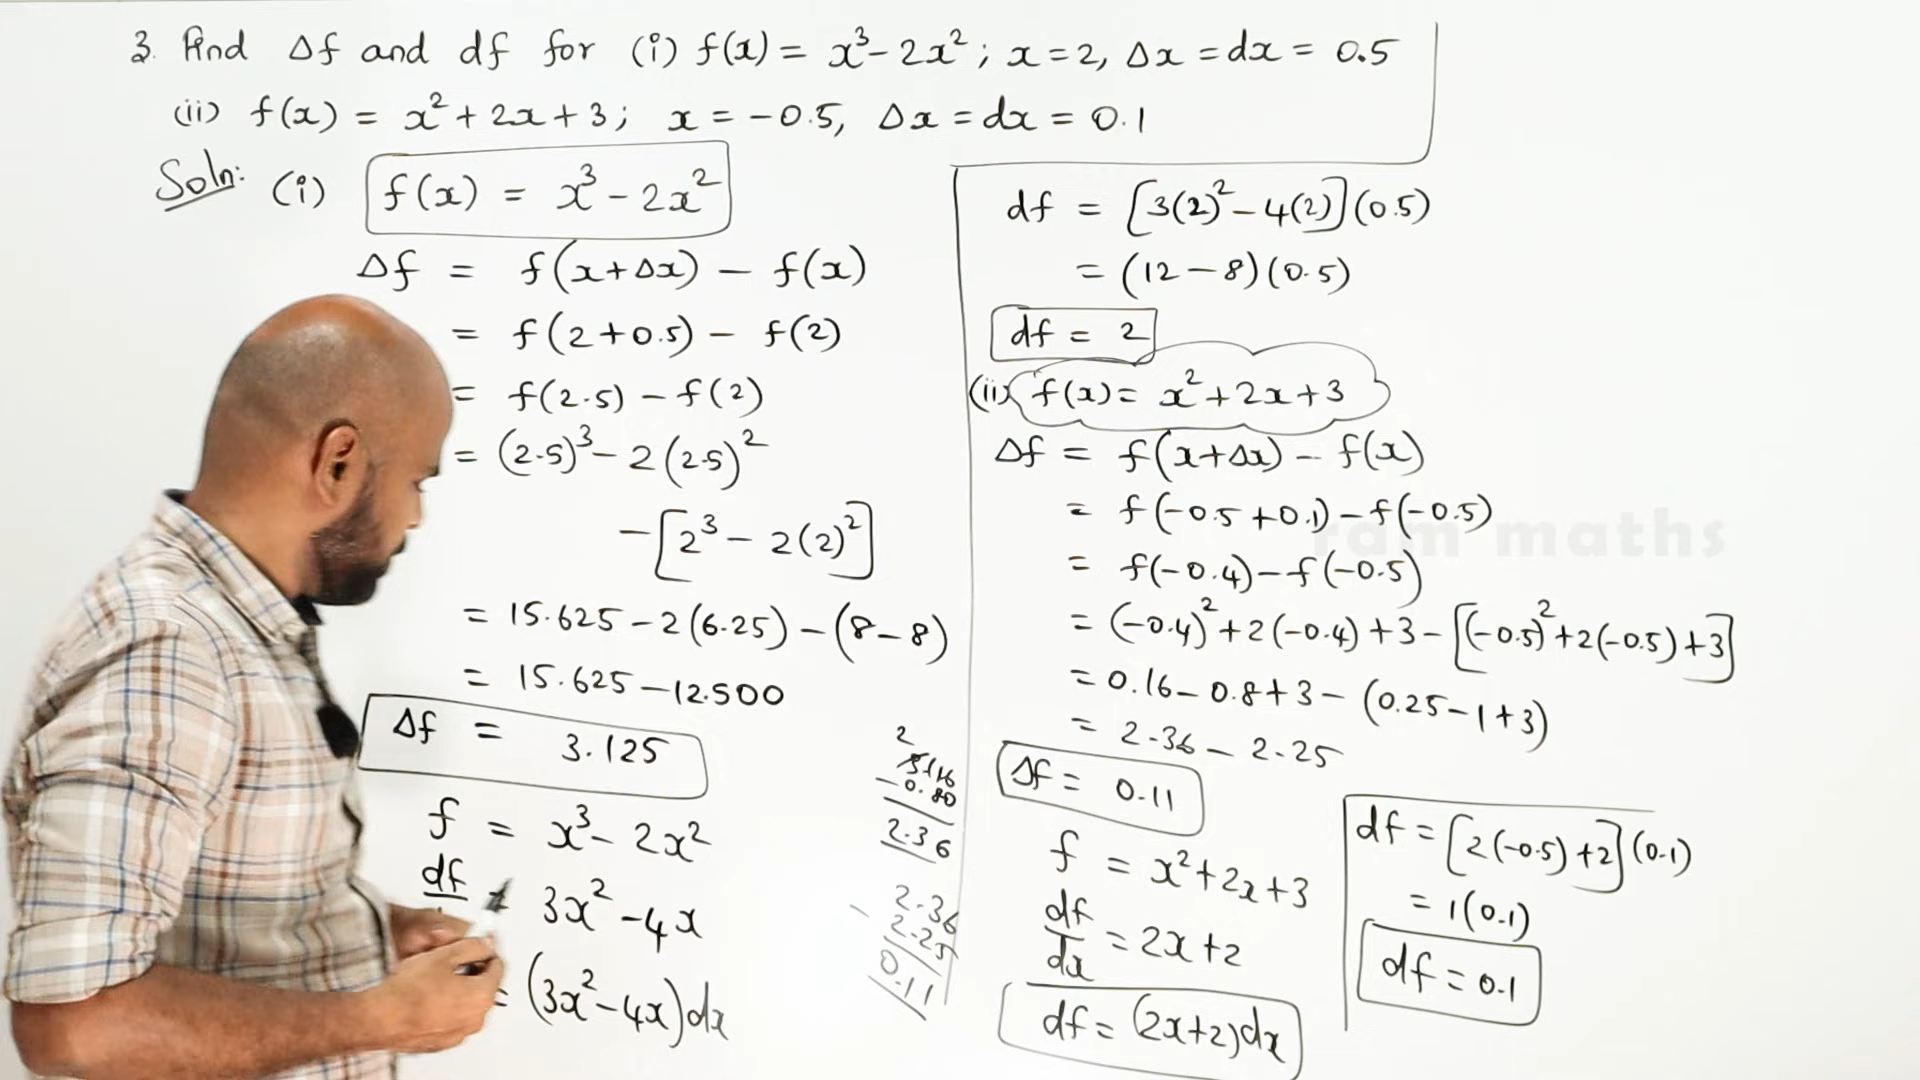 3. Find Δf and df for (i) f(x) = x³ - 2x² ; x = 2, Δx = dx = 0.5
(ii) f(x) = x² + 2x + 3 ; x = -0.5, Δx = dx = 0.1
Soln: (i) f(x) = x³ - 2x²
Δf = f(x+Δx) - f(x)
= f(2+0.5) - f(2)
= f(2.5) - f(2)
= (2.5)³ - 2(2.5)²
- [2³ - 2(2)²]
= 15.625 - 2(6.25) - (8-8)
= 15.625 - 12.500
Δf = 3.125
f = x³ - 2x²
df = 3x² - 4x
= (3x² - 4x)dx
df = [3(2)² - 4(2)](0.5)
= (12 - 8)(0.5)
df = 2
(ii) f(x) = x² + 2x + 3
Δf = f(x+Δx) - f(x)
= f(-0.5+0.1) - f(-0.5)
= f(-0.4) - f(-0.5)
= (-0.4)² + 2(-0.4) + 3 - [(-0.5)² + 2(-0.5) + 3]
= 0.16 - 0.8 + 3 - (0.25 - 1 + 3)
= 2.36 - 2.25
Δf = 0.11
f = x² + 2x + 3
df/dx = 2x + 2
df = (2x+2)dx
2
- 0.80
2.36
2.36
- 2.25
0.11
df = [2(-0.5) + 2](0.1)
= 1(0.1)
df = 0.1
ram maths